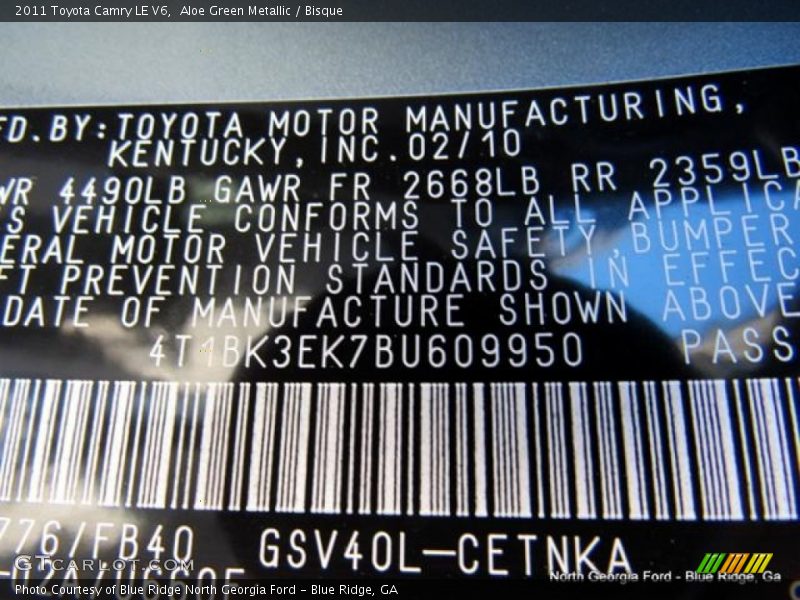 2011 Toyota Camry LE V6,  Aloe Green Metallic / Bisque
FD.BY:TOYOTA MOTOR MANUFACTURING,
KENTUCKY,INC.02/10
WR 4490LB GAWR FR 2668LB RR 2359LB
S VEHICLE CONFORMS TO ALL APPLICA
ERAL MOTOR VEHICLE SAFETY,BUMPER
FT PREVENTION STANDARDS IN EFFEC
DATE OF MANUFACTURE SHOWN ABOVE
4T1BK3EK7BU609950 PASS
776/FB40 GSV40L-CETNKA
GTcarLot.com
North Georgia Ford - Blue Ridge, Ga
Photo Courtesy of Blue Ridge North Georgia Ford - Blue Ridge, GA